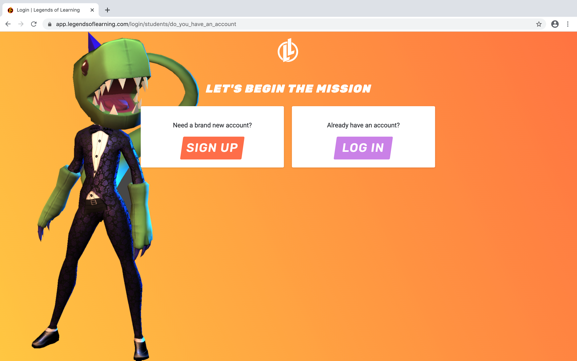 Login | Legends of Learning
app.legendsoflearning.com/login/students/do_you_have_an_account
LET'S BEGIN THE MISSION
Need a brand new account?
SIGN UP
Already have an account?
LOG IN